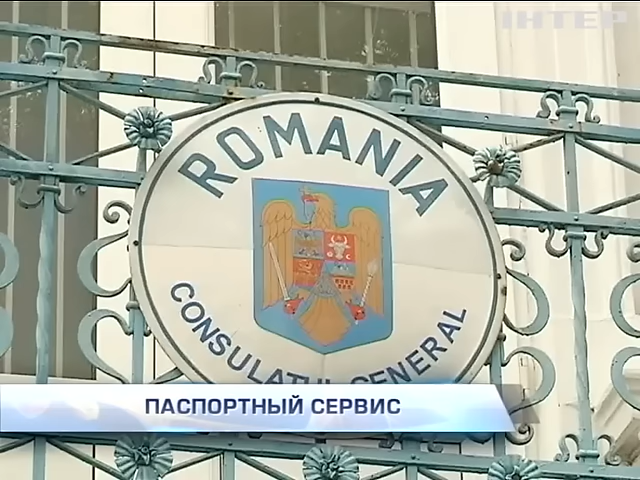 ІНТЕР
ROMANIA
CONSULATUL GENERAL
ПАСПОРТНЫЙ СЕРВИС